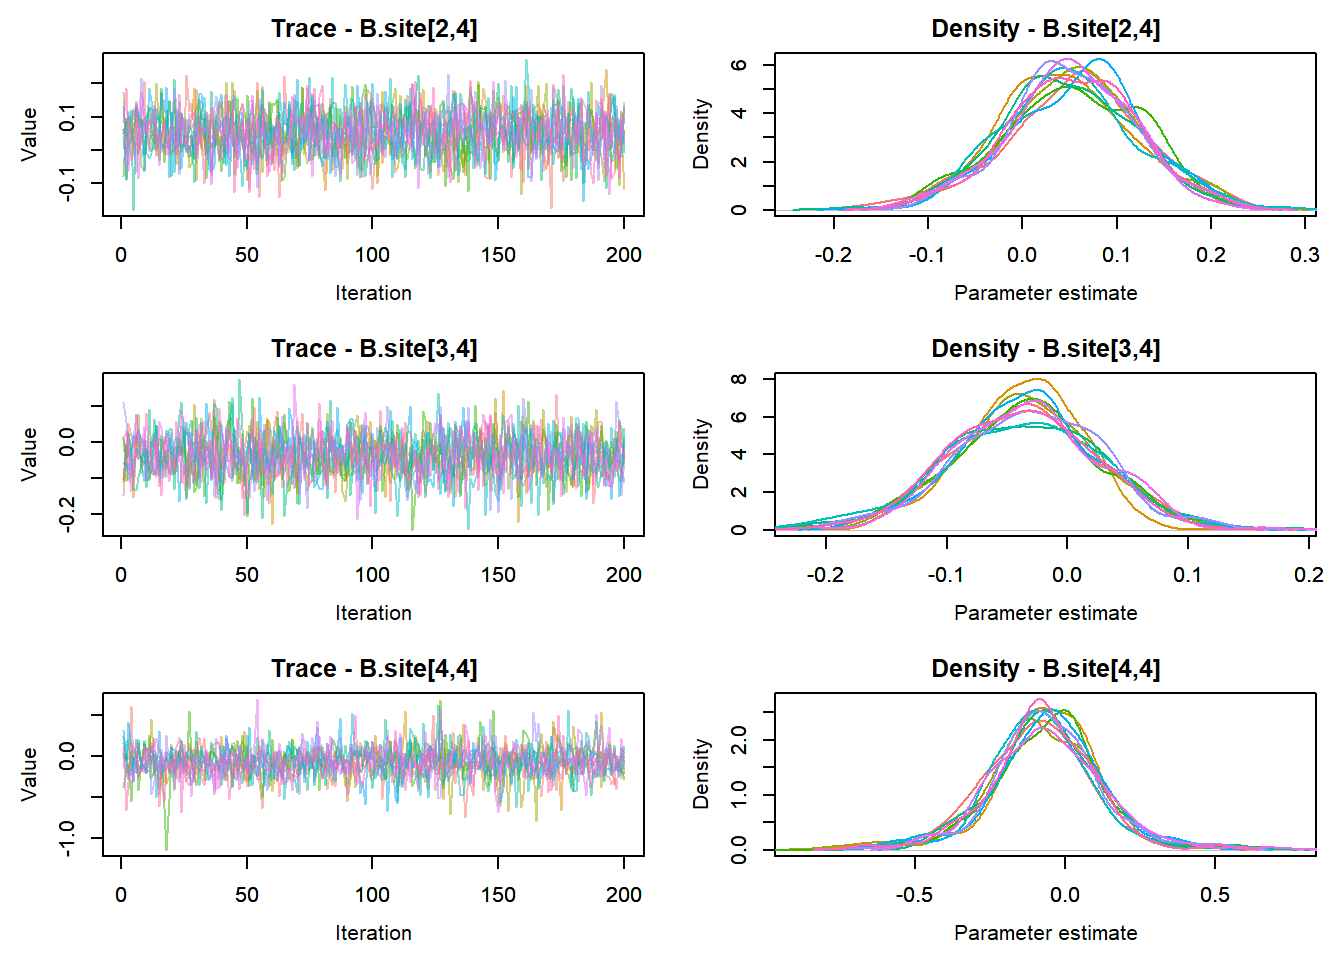 Trace - B.site[2,4]
Value
-0.1 0.1
0 50 100 150 200
Iteration
Density - B.site[2,4]
Density
0 2 4 6
-0.2 -0.1 0.0 0.1 0.2 0.3
Parameter estimate
Trace - B.site[3,4]
Value
-0.2 0.0
0 50 100 150 200
Iteration
Density - B.site[3,4]
Density
0 2 4 6 8
-0.2 -0.1 0.0 0.1 0.2
Parameter estimate
Trace - B.site[4,4]
Value
-1.0 0.0
0 50 100 150 200
Iteration
Density - B.site[4,4]
Density
0.0 1.0 2.0
-0.5 0.0 0.5
Parameter estimate